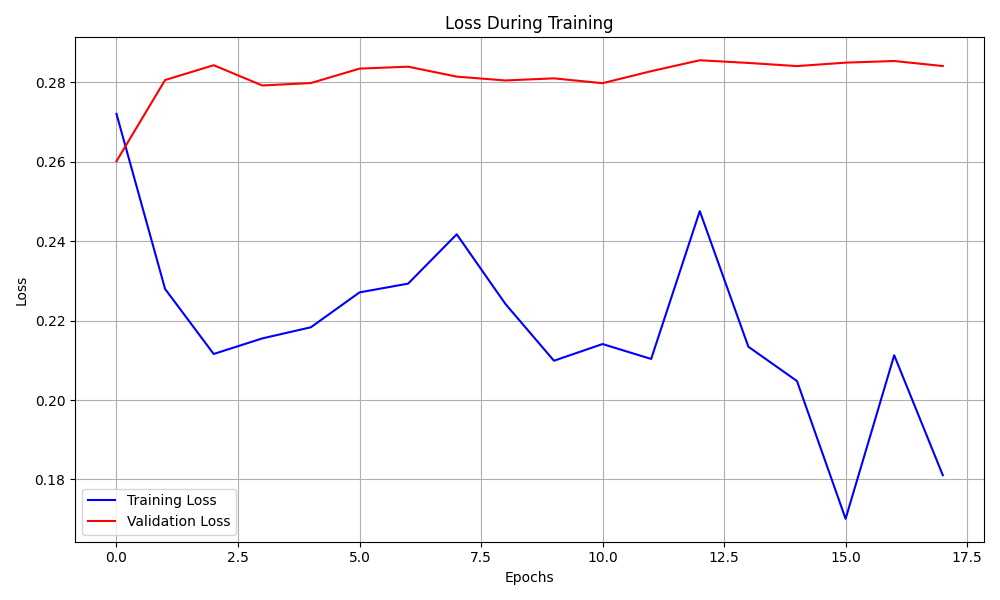 Loss During Training
0.28
0.26
0.24
0.22
0.20
0.18
Loss
Training Loss
Validation Loss
0.0 2.5 5.0 7.5 10.0 12.5 15.0 17.5
Epochs